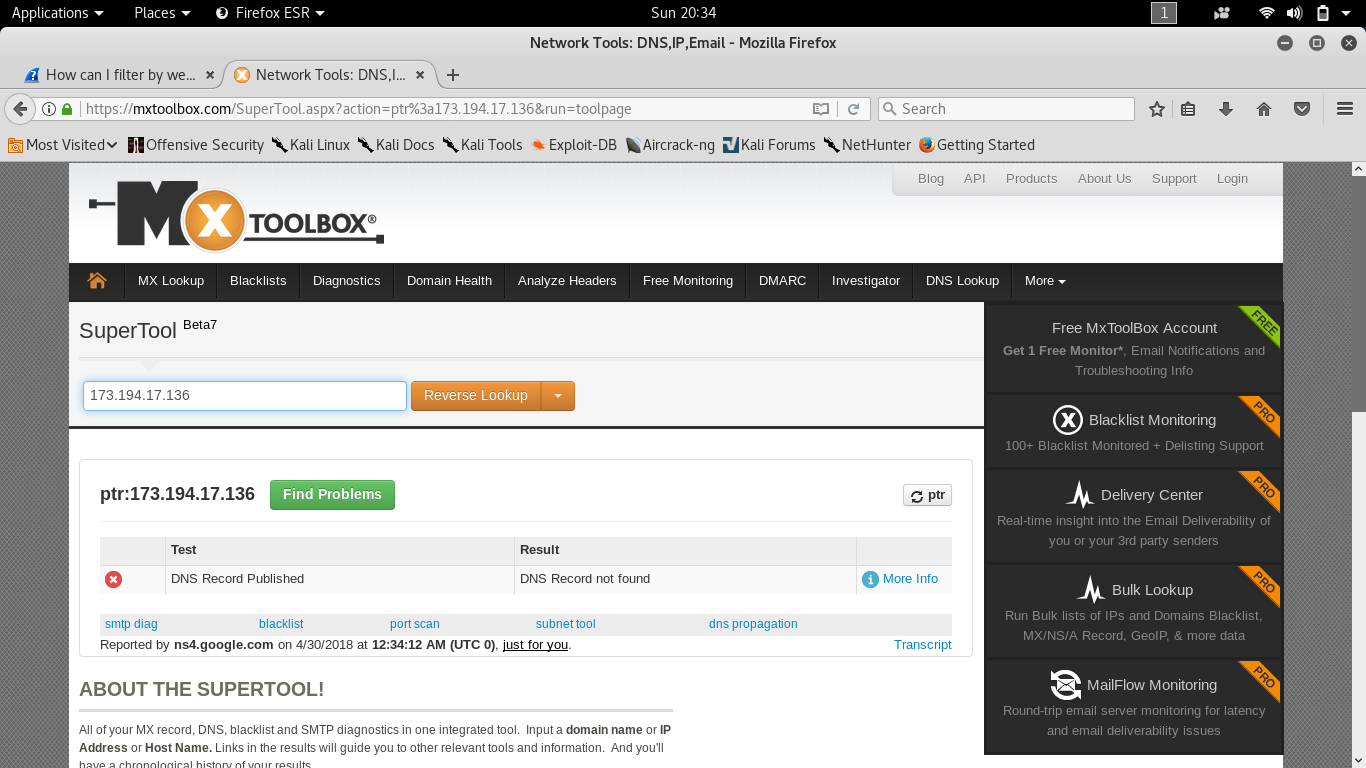 Applications Places Firefox ESR Sun 20:34 1
Network Tools: DNS,IP,Email - Mozilla Firefox
How can I filter by we... Network Tools: DNS,I...
https://mxtoolbox.com/SuperTool.aspx?action=ptr%3a173.194.17.136&run=toolpage Search
Most Visited Offensive Security Kali Linux Kali Docs Kali Tools Exploit-DB Aircrack-ng Kali Forums NetHunter Getting Started
Blog API Products About Us Support Login
MX TOOLBOX®
MX Lookup Blacklists Diagnostics Domain Health Analyze Headers Free Monitoring DMARC Investigator DNS Lookup More
SuperTool Beta7
173.194.17.136 Reverse Lookup
ptr:173.194.17.136 Find Problems ptr
Test Result
DNS Record Published DNS Record not found More Info
smtp diag blacklist port scan subnet tool dns propagation
Reported by ns4.google.com on 4/30/2018 at 12:34:12 AM (UTC 0), just for you. Transcript
ABOUT THE SUPERTOOL!
All of your MX record, DNS, blacklist and SMTP diagnostics in one integrated tool. Input a domain name or IP
Address or Host Name. Links in the results will guide you to other relevant tools and information. And you'll
have a chronological history of your results.
Free MxToolBox Account FREE
Get 1 Free Monitor*, Email Notifications and
Troubleshooting Info
Blacklist Monitoring PRO
100+ Blacklist Monitored + Delisting Support
Delivery Center PRO
Real-time insight into the Email Deliverability of
you or your 3rd party senders
Bulk Lookup PRO
Run Bulk lists of IPs and Domains Blacklist,
MX/NS/A Record, GeoIP, & more data
MailFlow Monitoring PRO
Round-trip email server monitoring for latency
and email deliverability issues